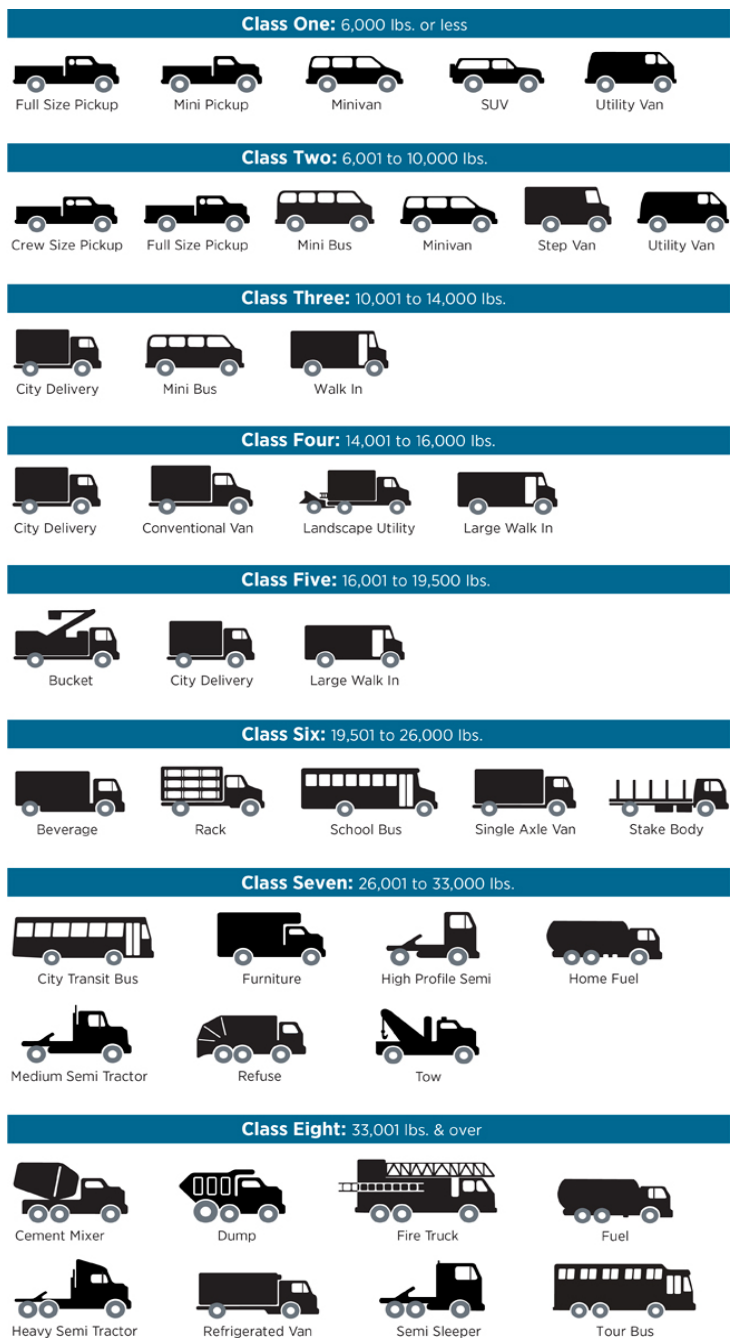 Class One: 6,000 lbs. or less
Full Size Pickup Mini Pickup Minivan SUV Utility Van
Class Two: 6,001 to 10,000 lbs.
Crew Size Pickup Full Size Pickup Mini Bus Minivan Step Van Utility Van
Class Three: 10,001 to 14,000 lbs.
City Delivery Mini Bus Walk In
Class Four: 14,001 to 16,000 lbs.
City Delivery Conventional Van Landscape Utility Large Walk In
Class Five: 16,001 to 19,500 lbs.
Bucket City Delivery Large Walk In
Class Six: 19,501 to 26,000 lbs.
Beverage Rack School Bus Single Axle Van Stake Body
Class Seven: 26,001 to 33,000 lbs.
City Transit Bus Furniture High Profile Semi Home Fuel
Medium Semi Tractor Refuse Tow
Class Eight: 33,001 lbs. & over
Cement Mixer Dump Fire Truck Fuel
Heavy Semi Tractor Refrigerated Van Semi Sleeper Tour Bus